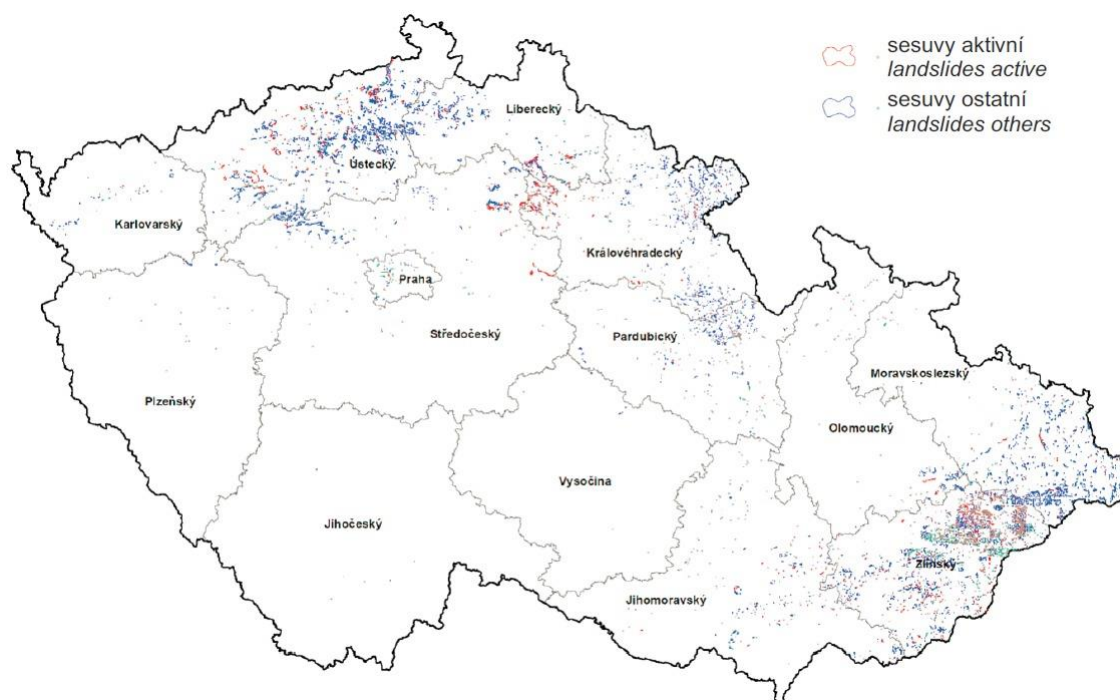 sesuvy aktivní
landslides active
sesuvy ostatní
landslides others
Liberecký
Ústecký
Karlovarský
Královéhradecký
Praha
Středočeský
Pardubický
Moravskoslezský
Plzeňský
Olomoucký
Vysočina
Jihočeský
Zlínský
Jihomoravský